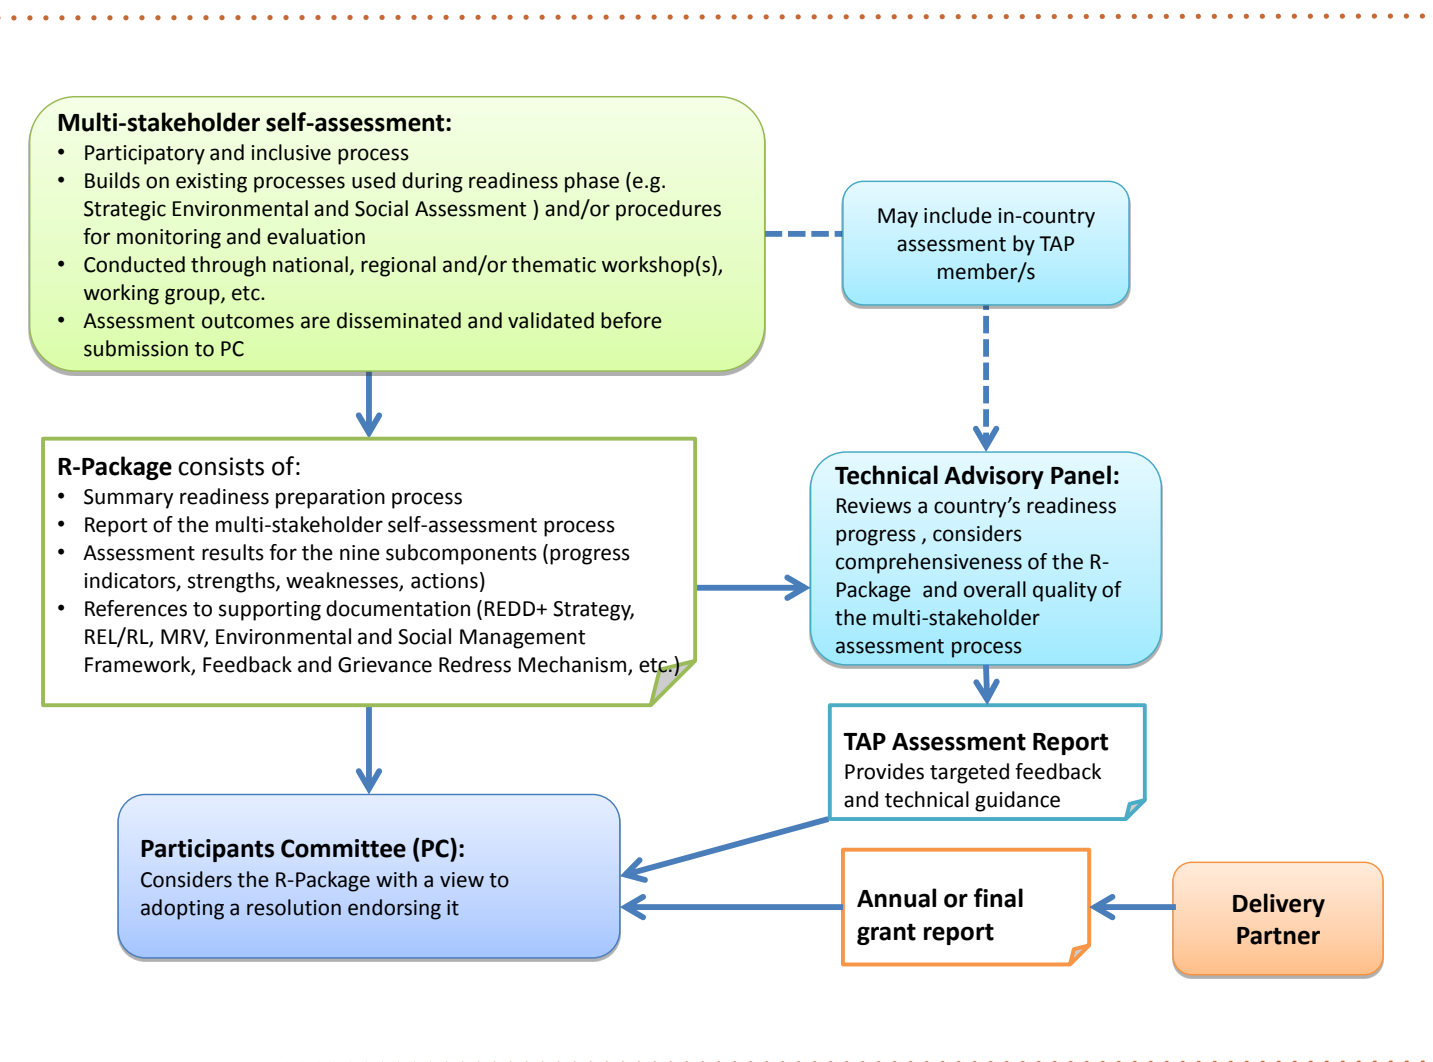 Multi-stakeholder self-assessment:
• Participatory and inclusive process
• Builds on existing processes used during readiness phase (e.g.
Strategic Environmental and Social Assessment ) and/or procedures
for monitoring and evaluation
• Conducted through national, regional and/or thematic workshop(s),
working group, etc.
• Assessment outcomes are disseminated and validated before
submission to PC
May include in-country
assessment by TAP
member/s
R-Package consists of:
• Summary readiness preparation process
• Report of the multi-stakeholder self-assessment process
• Assessment results for the nine subcomponents (progress
indicators, strengths, weaknesses, actions)
• References to supporting documentation (REDD+ Strategy,
REL/RL, MRV, Environmental and Social Management
Framework, Feedback and Grievance Redress Mechanism, etc.)
Technical Advisory Panel:
Reviews a country’s readiness
progress , considers
comprehensiveness of the R-
Package  and overall quality of
the multi-stakeholder
assessment process
TAP Assessment Report
Provides targeted feedback
and technical guidance
Participants Committee (PC):
Considers the R-Package with a view to
adopting a resolution endorsing it
Annual or final
grant report
Delivery
Partner